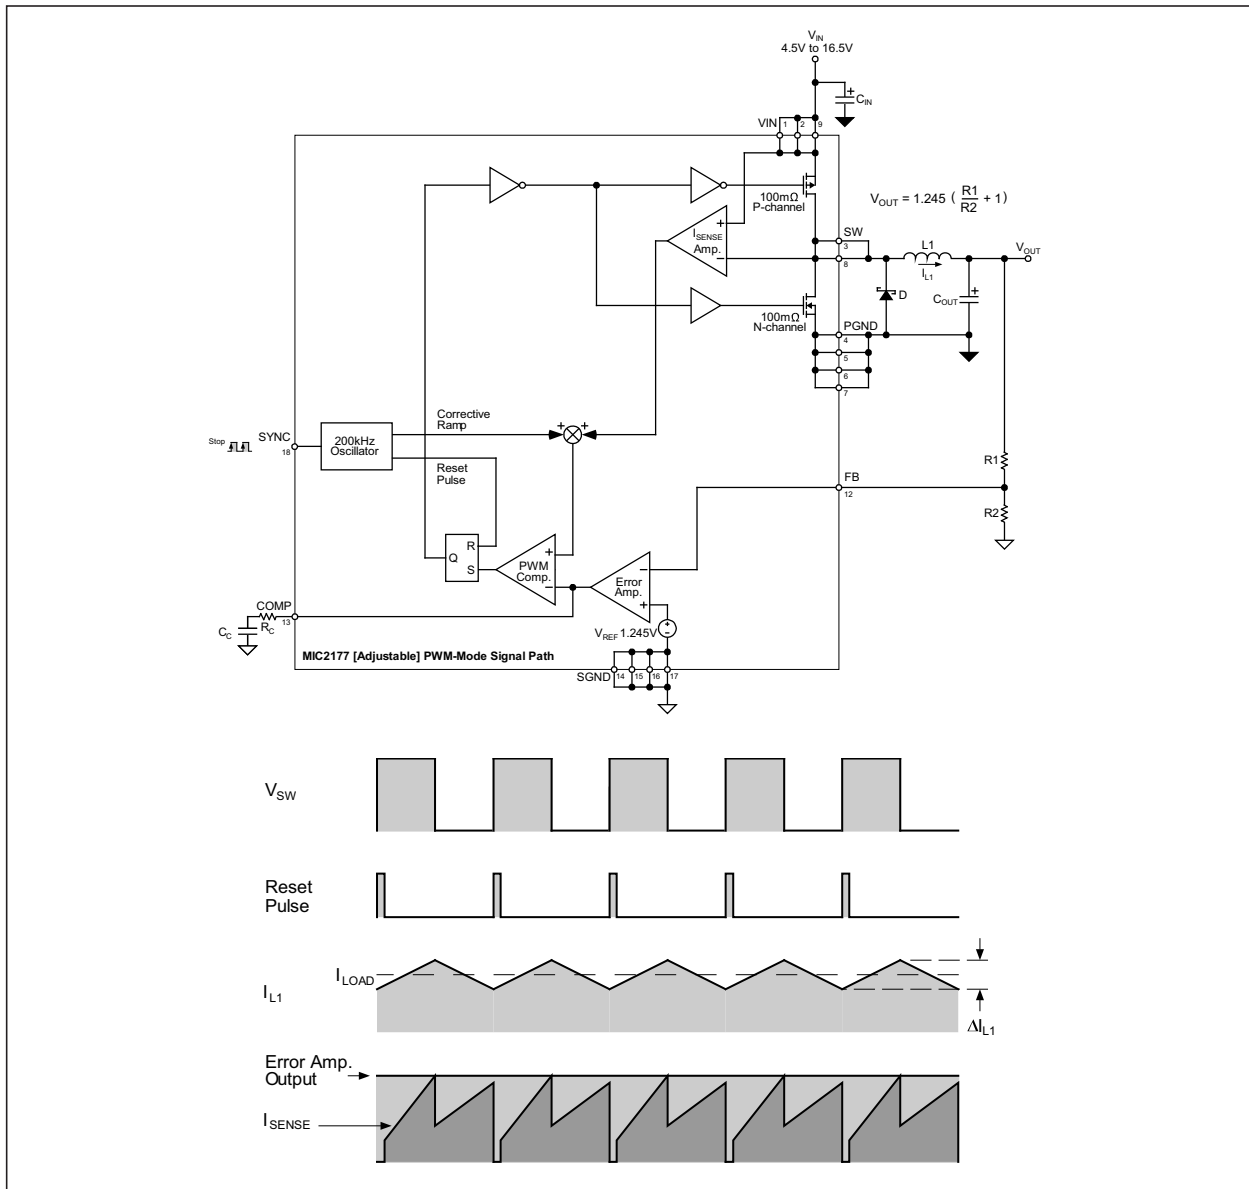 VIN
4.5V to 16.5V
CIN
VIN 1 2 9
100mΩ
P-channel
VOUT = 1.245 ( R1/R2 + 1 )
ISENSE
Amp.
+
−
SW
3
8
L1
IL1
VOUT
D
COUT
+
100mΩ
N-channel
PGND
4
5
6
7
Stop
SYNC
18
200kHz
Oscillator
Corrective
Ramp
+ +
Reset
Pulse
FB
12
R1
R2
R
Q
S
PWM
Comp.
+
−
Error
Amp.
−
+
COMP
13
CC
RC
VREF 1.245V
+
−
MIC2177 [Adjustable] PWM-Mode Signal Path
SGND 14 15 16 17
VSW
Reset
Pulse
ILOAD
IL1
ΔIL1
Error Amp.
Output
ISENSE